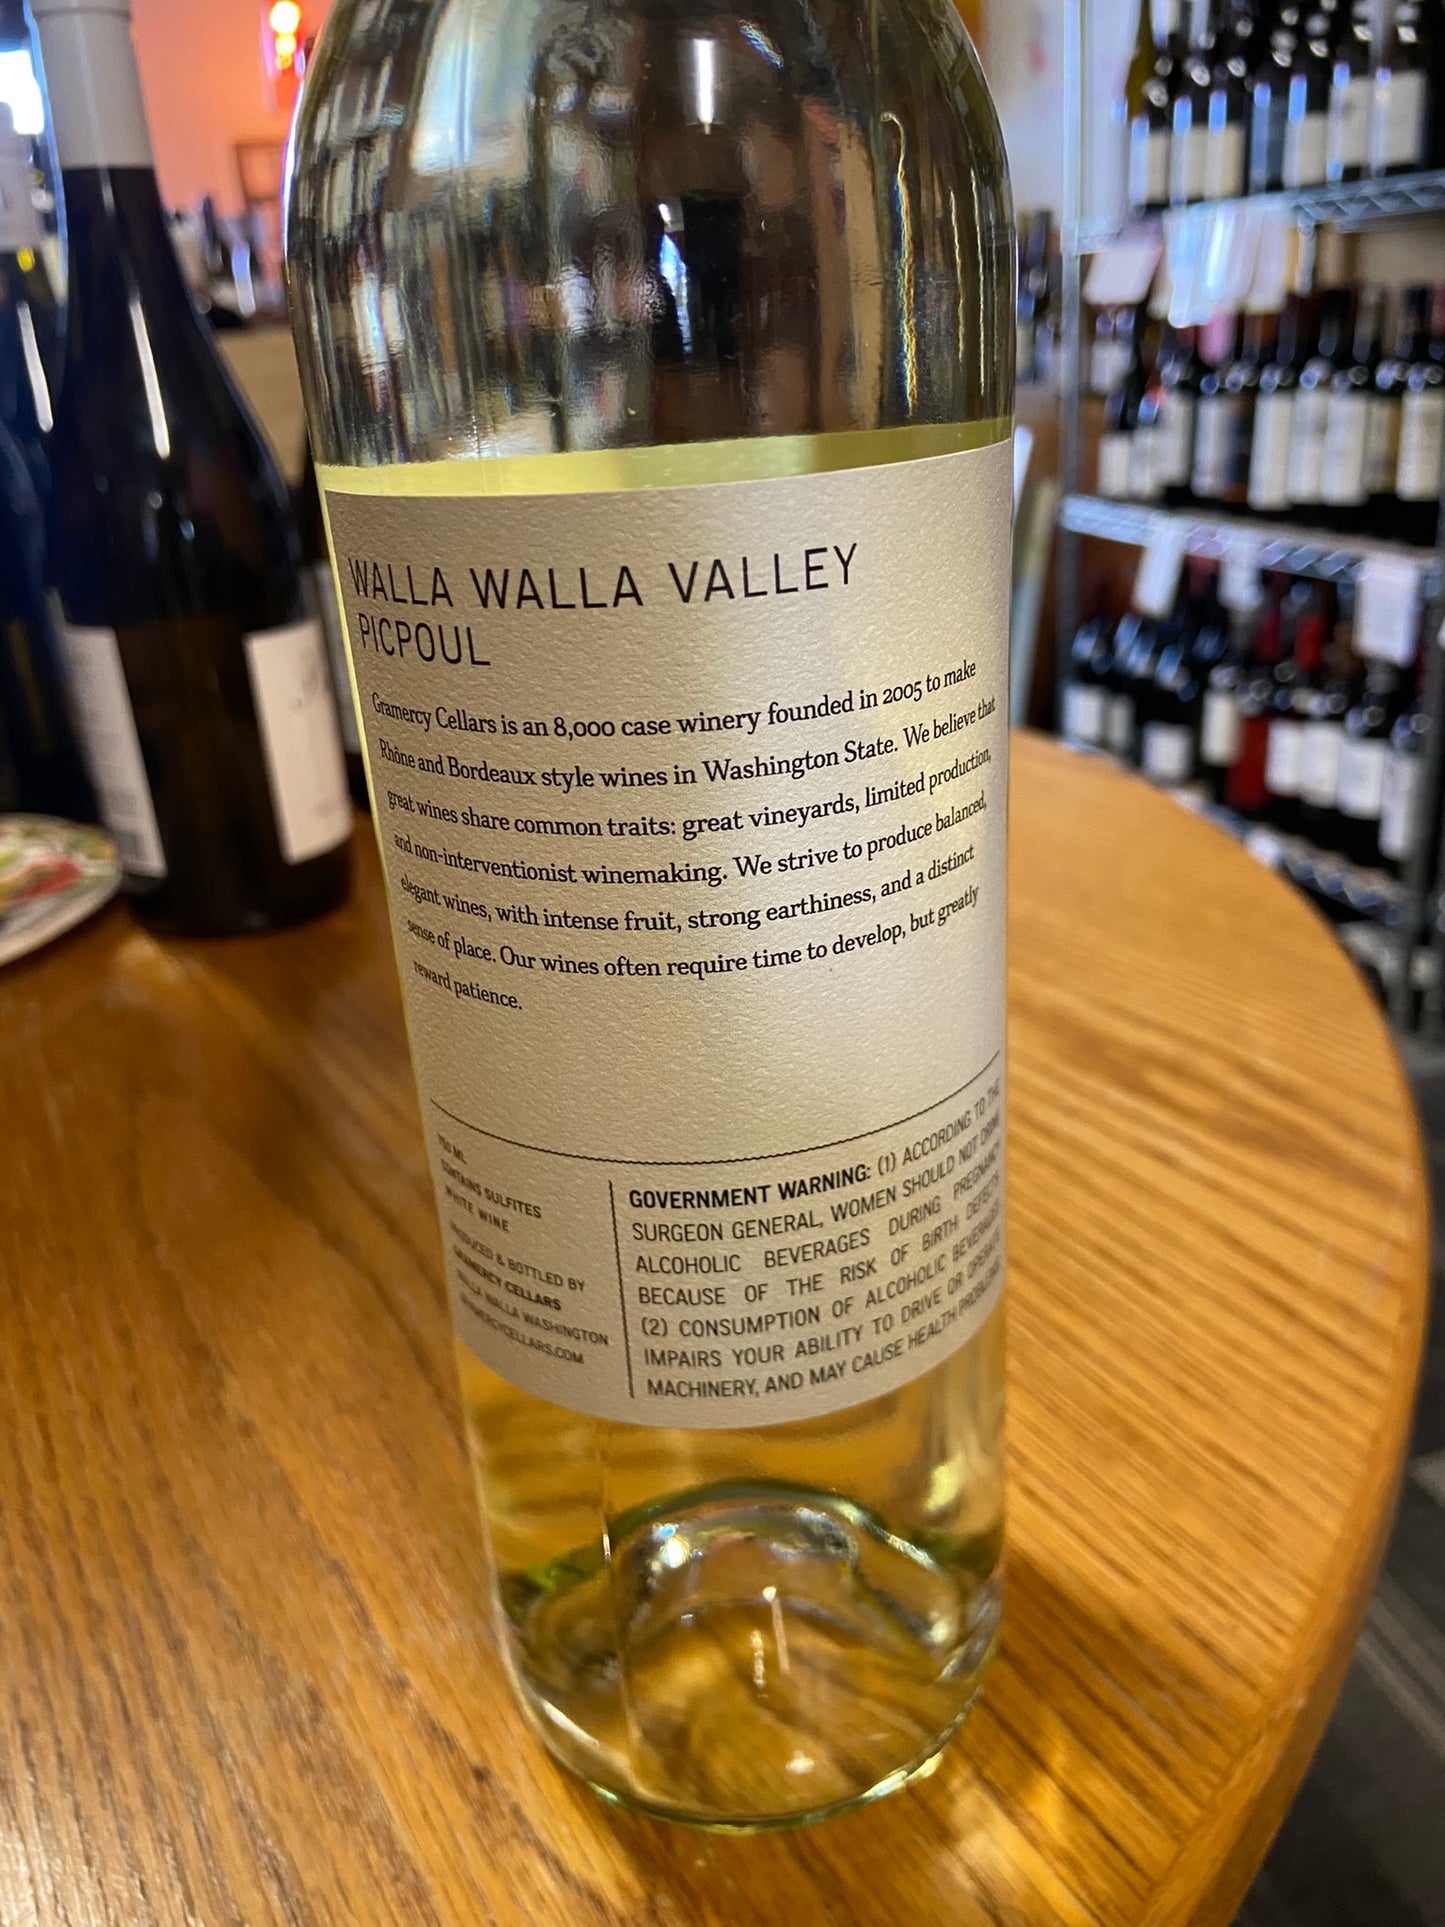 WALLA WALLA VALLEY
PICPOUL
Gramercy Cellars is an 8,000 case winery founded in 2005 to make
Rhône and Bordeaux style wines in Washington State. We believe that
great wines share common traits: great vineyards, limited production,
and non-interventionist winemaking. We strive to produce balanced,
elegant wines, with intense fruit, strong earthiness, and a distinct
sense of place. Our wines often require time to develop, but greatly
reward patience.
750 ML
CONTAINS SULFITES
WHITE WINE
PRODUCED & BOTTLED BY
GRAMERCY CELLARS
WALLA WALLA WASHINGTON
GRAMERCYCELLARS.COM
GOVERNMENT WARNING: (1) ACCORDING TO THE
SURGEON GENERAL, WOMEN SHOULD NOT DRINK
ALCOHOLIC BEVERAGES DURING PREGNANCY
BECAUSE OF THE RISK OF BIRTH DEFECTS.
(2) CONSUMPTION OF ALCOHOLIC BEVERAGES
IMPAIRS YOUR ABILITY TO DRIVE OR OPERATE
MACHINERY, AND MAY CAUSE HEALTH PROBLEMS.